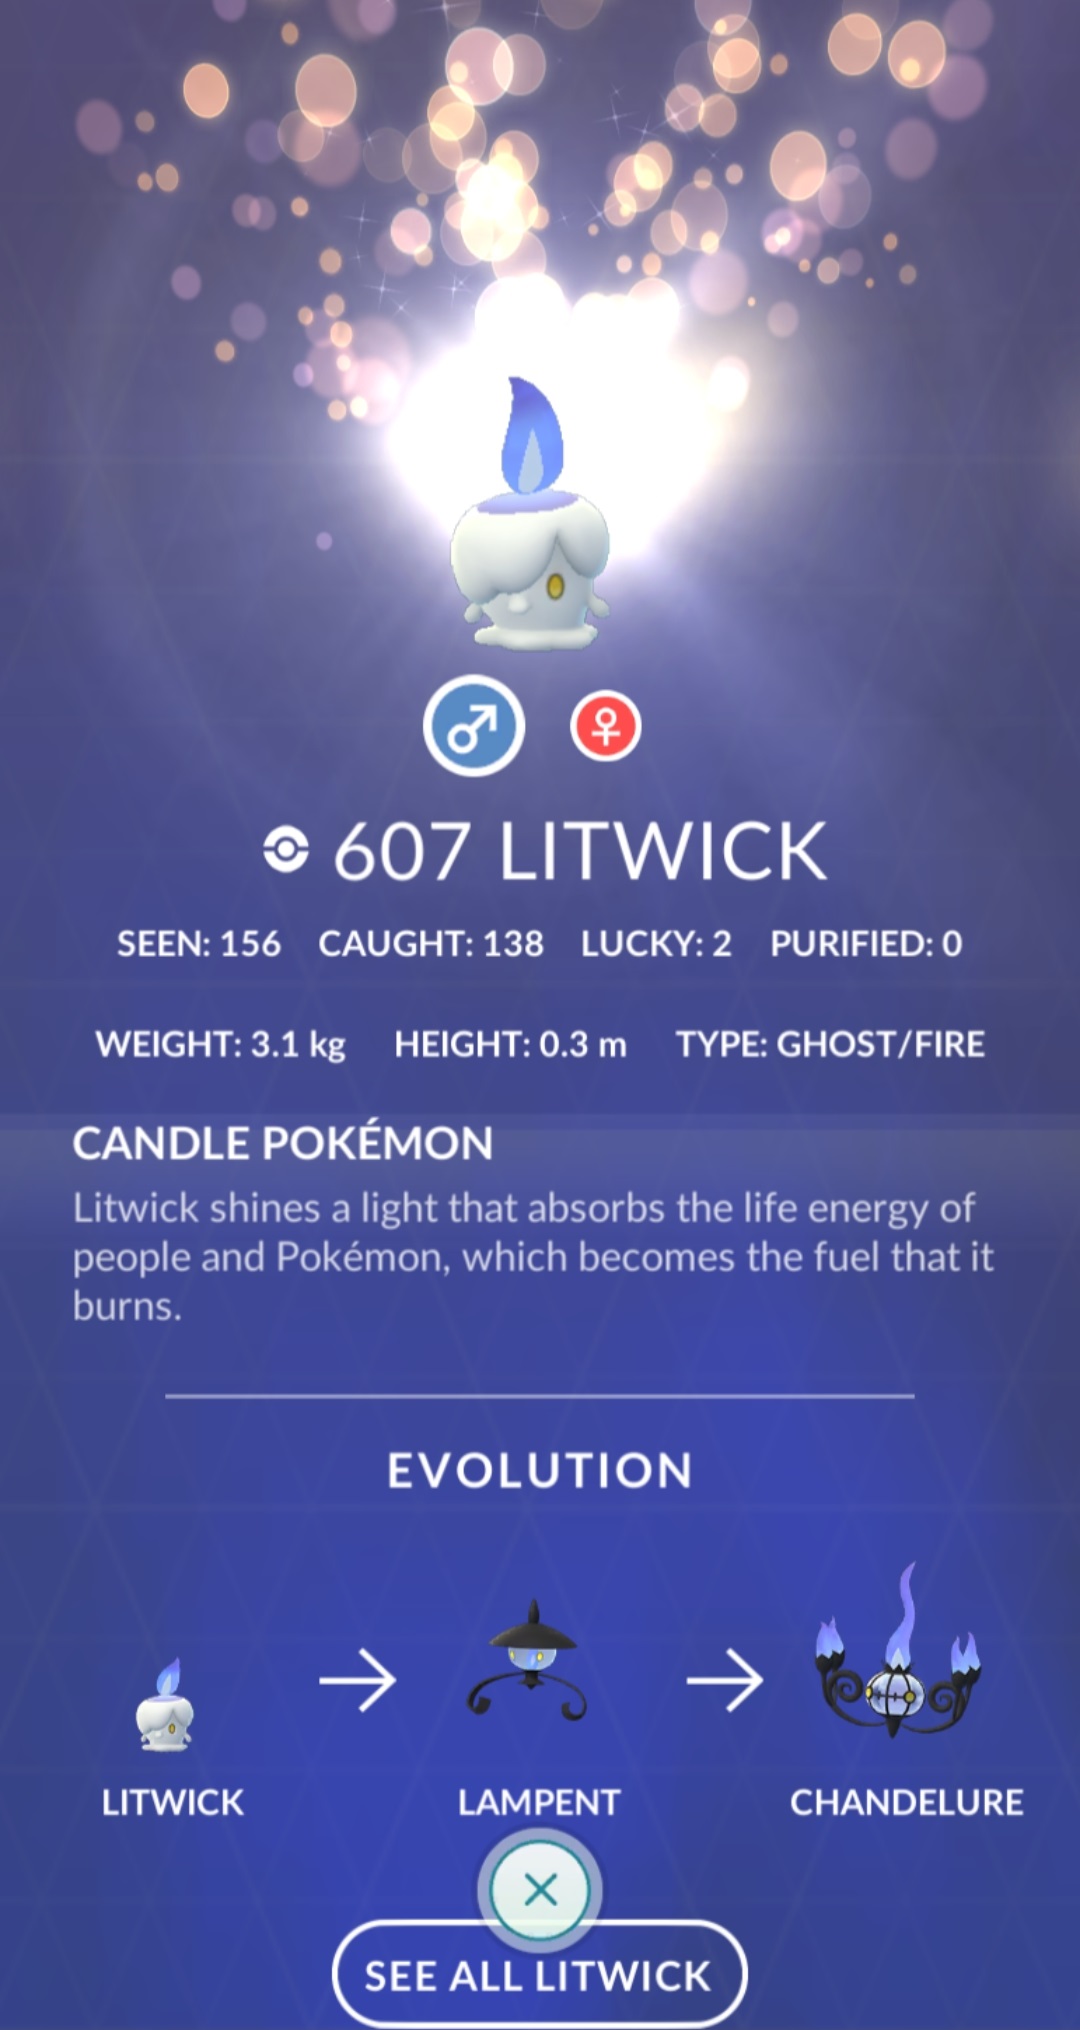 607 LITWICK
SEEN: 156 CAUGHT: 138 LUCKY: 2 PURIFIED: 0
WEIGHT: 3.1 kg HEIGHT: 0.3 m TYPE: GHOST/FIRE
CANDLE POKÉMON
Litwick shines a light that absorbs the life energy of
people and Pokémon, which becomes the fuel that it
burns.
EVOLUTION
LITWICK LAMPENT CHANDELURE
SEE ALL LITWICK